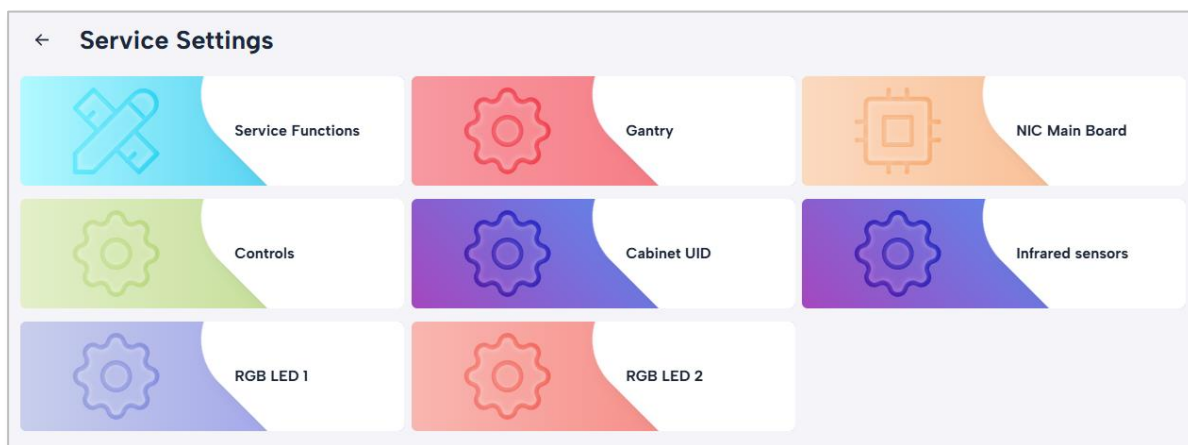 Service Settings
Service Functions
Gantry
NIC Main Board
Controls
Cabinet UID
Infrared sensors
RGB LED 1
RGB LED 2